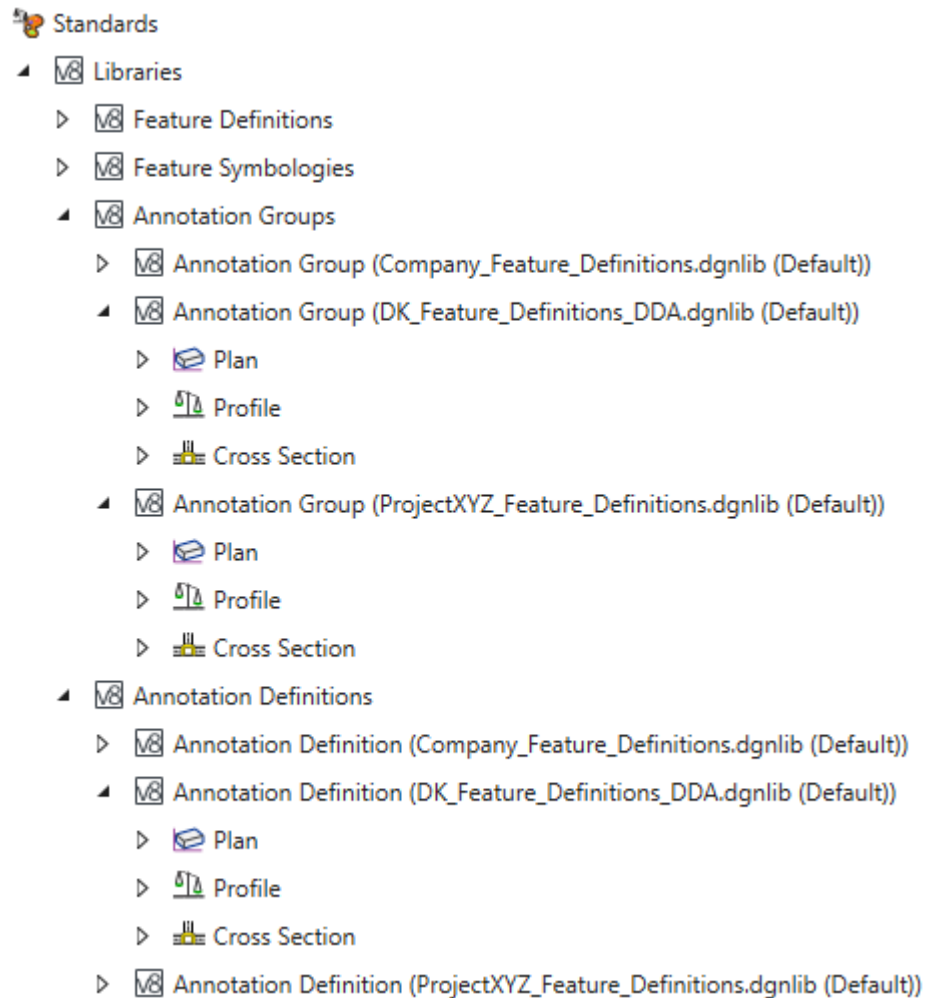 Standards
Libraries
Feature Definitions
Feature Symbologies
Annotation Groups
Annotation Group (Company_Feature_Definitions.dgnlib (Default))
Annotation Group (DK_Feature_Definitions_DDA.dgnlib (Default))
Plan
Profile
Cross Section
Annotation Group (ProjectXYZ_Feature_Definitions.dgnlib (Default))
Plan
Profile
Cross Section
Annotation Definitions
Annotation Definition (Company_Feature_Definitions.dgnlib (Default))
Annotation Definition (DK_Feature_Definitions_DDA.dgnlib (Default))
Plan
Profile
Cross Section
Annotation Definition (ProjectXYZ_Feature_Definitions.dgnlib (Default))